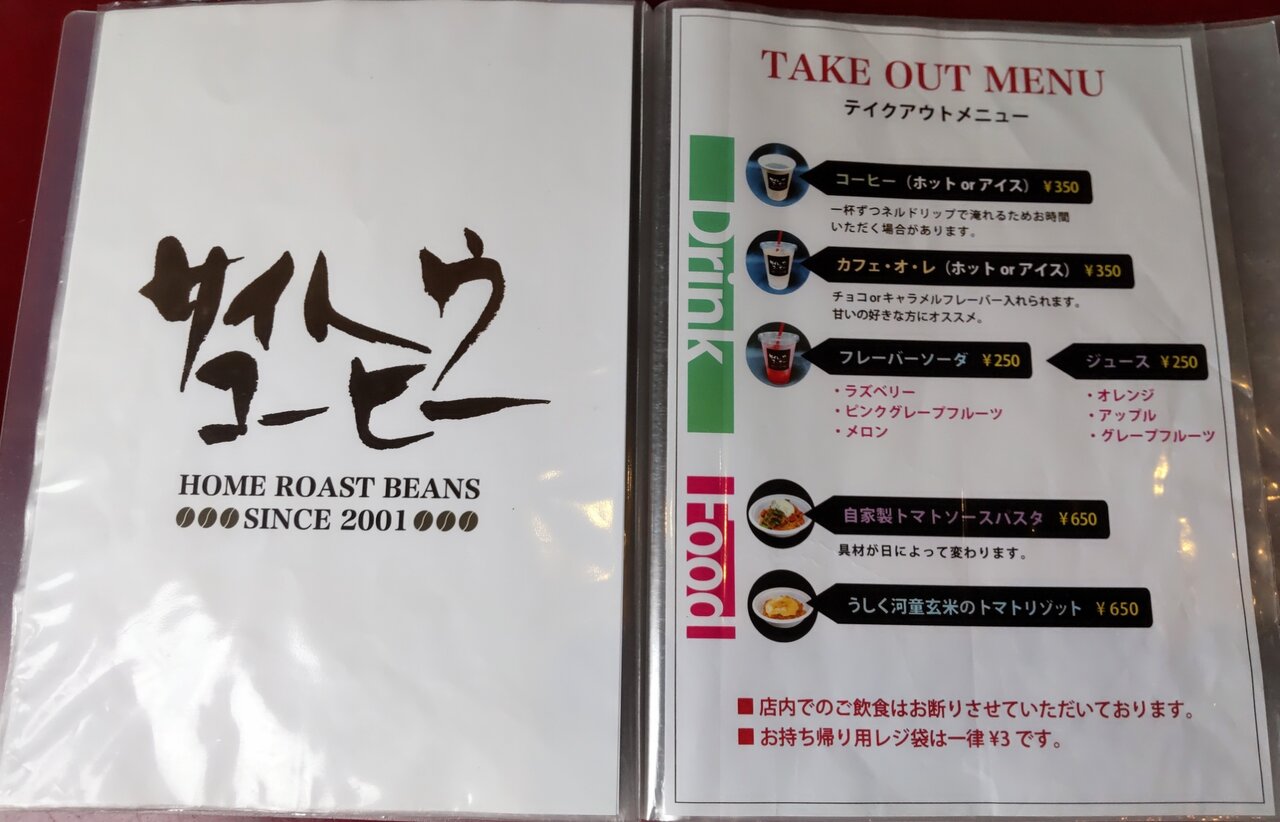 サイトウ
コーヒー
HOME ROAST BEANS
SINCE 2001
TAKE OUT MENU
テイクアウトメニュー
Drink
コーヒー（ホット or アイス） ¥350
一杯ずつネルドリップで淹れるためお時間
いただく場合があります。
カフェ・オ・レ（ホット or アイス） ¥350
チョコorキャラメルフレーバー入れられます。
甘いの好きな方にオススメ。
フレーバーソーダ ¥250
・ラズベリー
・ピンクグレープフルーツ
・メロン
ジュース ¥250
・オレンジ
・アップル
・グレープフルーツ
Food
自家製トマトソースパスタ ¥650
具材が日によって変わります。
うしく河童玄米のトマトリゾット ¥650
■ 店内でのご飲食はお断りさせていただいております。
■ お持ち帰り用レジ袋は一律 ¥3 です。